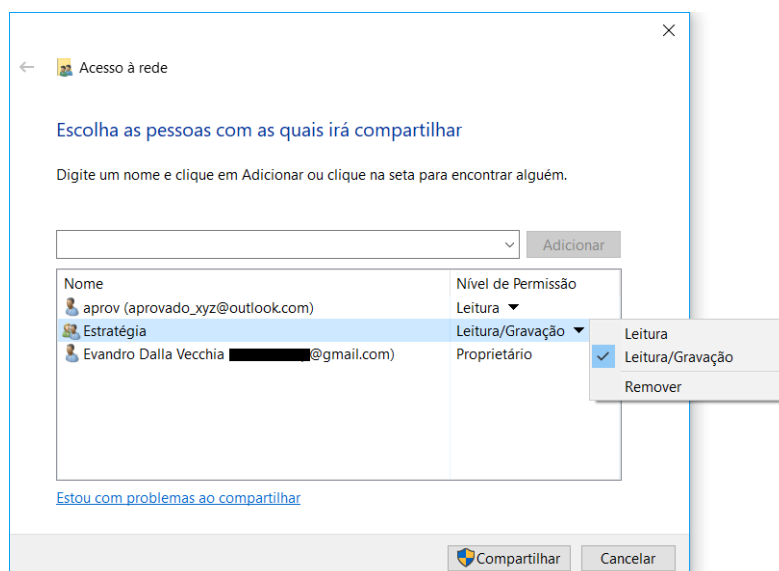 Acesso à rede
Escolha as pessoas com as quais irá compartilhar
Digite um nome e clique em Adicionar ou clique na seta para encontrar alguém.
Adicionar
Nome Nível de Permissão
aprov (aprovado_xyz@outlook.com) Leitura
Estratégia Leitura/Gravação
Evandro Dalla Vecchia @gmail.com) Proprietário
Leitura
Leitura/Gravação
Remover
Estou com problemas ao compartilhar
Compartilhar Cancelar